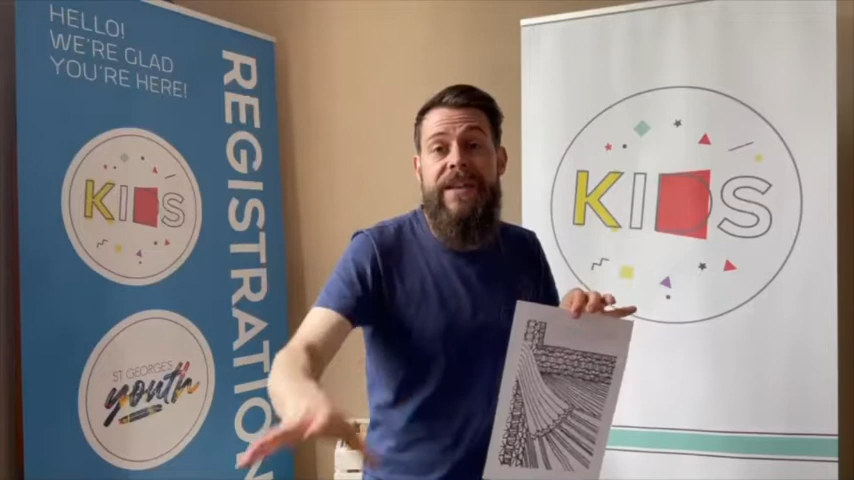 HELLO!
WE'RE GLAD
YOU'RE HERE!
REGISTRATION
KIDS
ST GEORGES
youth
KIDS